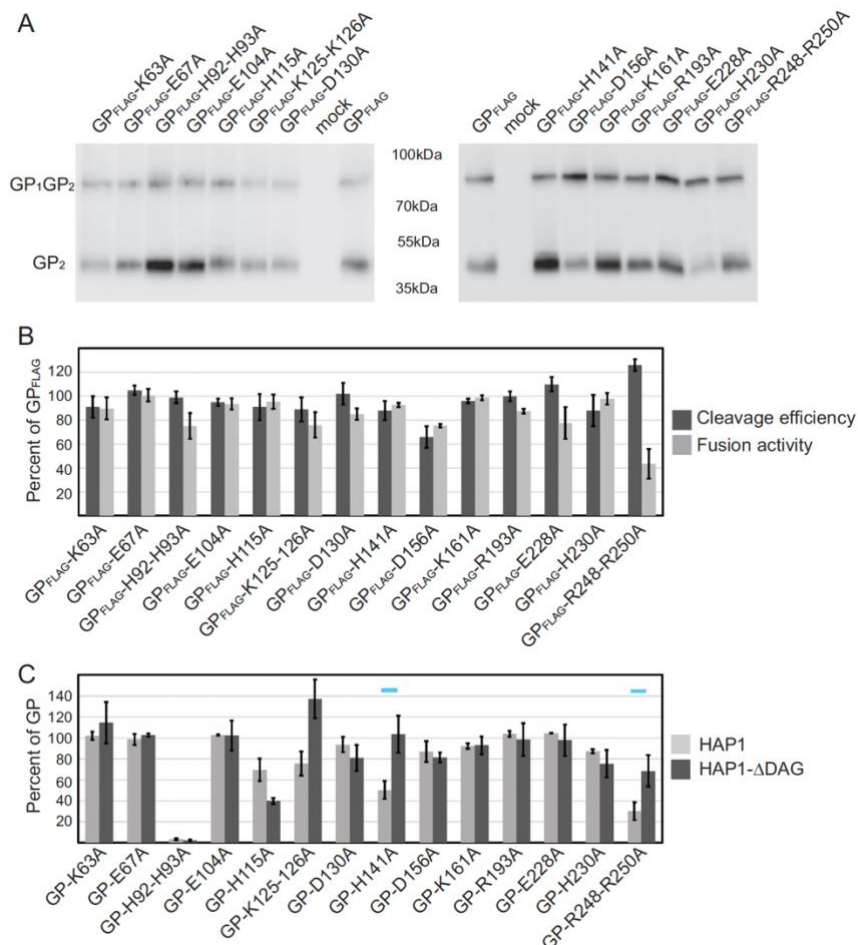 A
GPFLAG-K63A
GPFLAG-E67A
GPFLAG-H92-H93A
GPFLAG-E104A
GPFLAG-H115A
GPFLAG-K125-K126A
GPFLAG-D130A
mock
GPFLAG
GPFLAG
mock
GPFLAG-H141A
GPFLAG-D156A
GPFLAG-K161A
GPFLAG-R193A
GPFLAG-E228A
GPFLAG-H230A
GPFLAG-R248-R250A
GP₁GP₂
GP₂
100kDa
70kDa
55kDa
35kDa
B
Percent of GPFLAG
120
100
80
60
40
20
Cleavage efficiency
Fusion activity
GPFLAG-K63A
GPFLAG-E67A
GPFLAG-H92-H93A
GPFLAG-E104A
GPFLAG-H115A
GPFLAG-K125-126A
GPFLAG-D130A
GPFLAG-H141A
GPFLAG-D156A
GPFLAG-K161A
GPFLAG-R193A
GPFLAG-E228A
GPFLAG-H230A
GPFLAG-R248-R250A
C
Percent of GP
140
120
100
80
60
40
20
HAP1
HAP1-ΔDAG
GP-K63A
GP-E67A
GP-H92-H93A
GP-E104A
GP-H115A
GP-K125-126A
GP-D130A
GP-H141A
GP-D156A
GP-K161A
GP-R193A
GP-E228A
GP-H230A
GP-R248-R250A